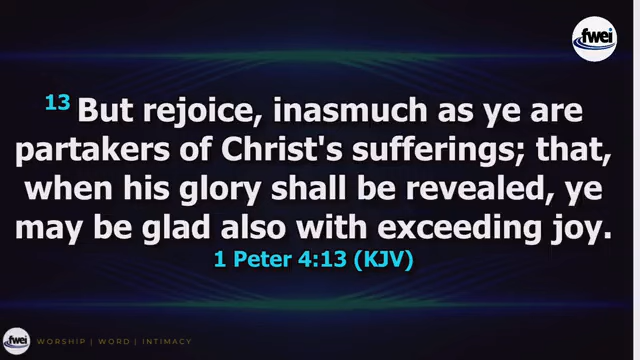 fwei
13 But rejoice, inasmuch as ye are
partakers of Christ's sufferings; that,
when his glory shall be revealed, ye
may be glad also with exceeding joy.
1 Peter 4:13 (KJV)
fwei WORSHIP | WORD | INTIMACY